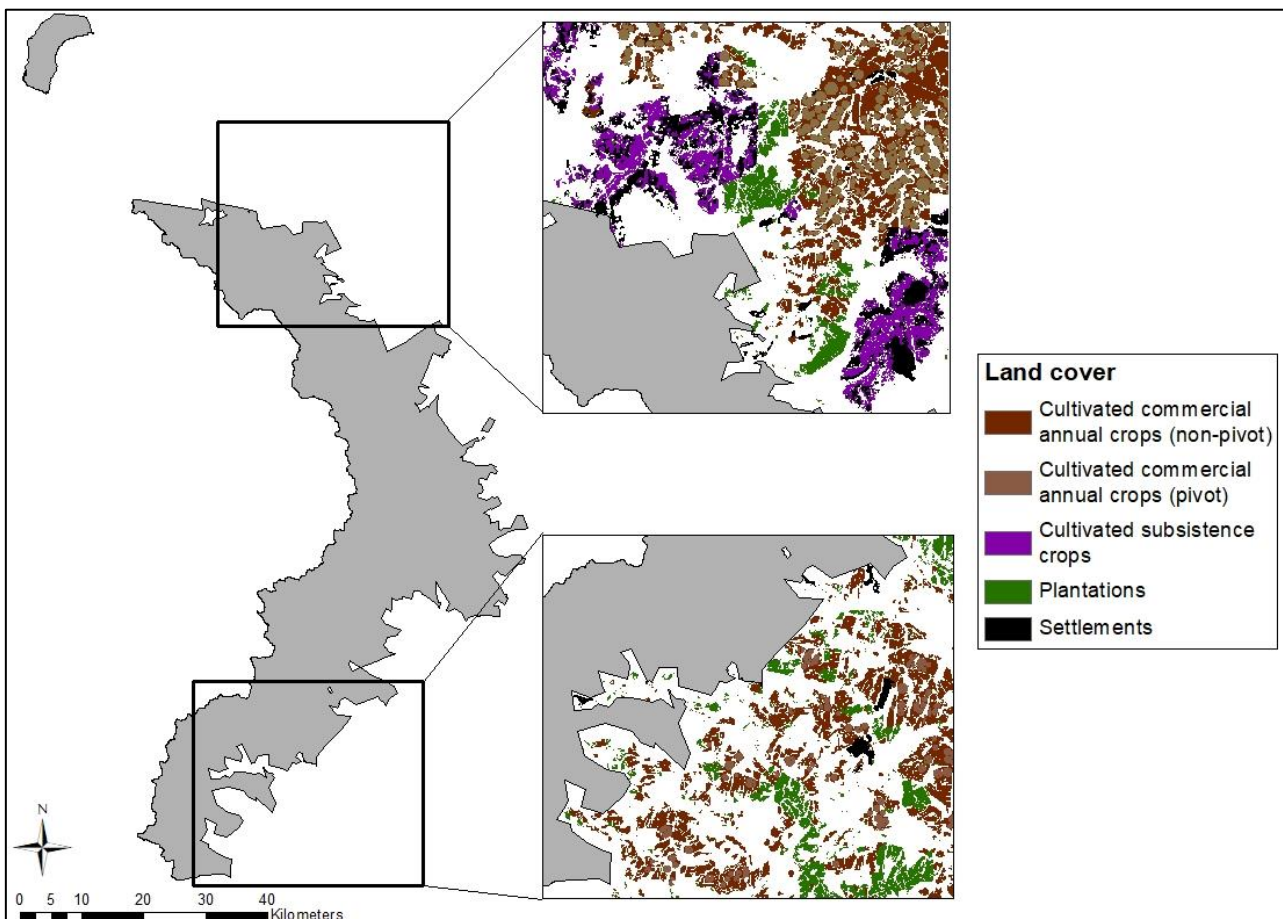 Land cover
Cultivated commercial
annual crops (non-pivot)
Cultivated commercial
annual crops (pivot)
Cultivated subsistence
crops
Plantations
Settlements
N
0 5 10 20 30 40
Kilometers